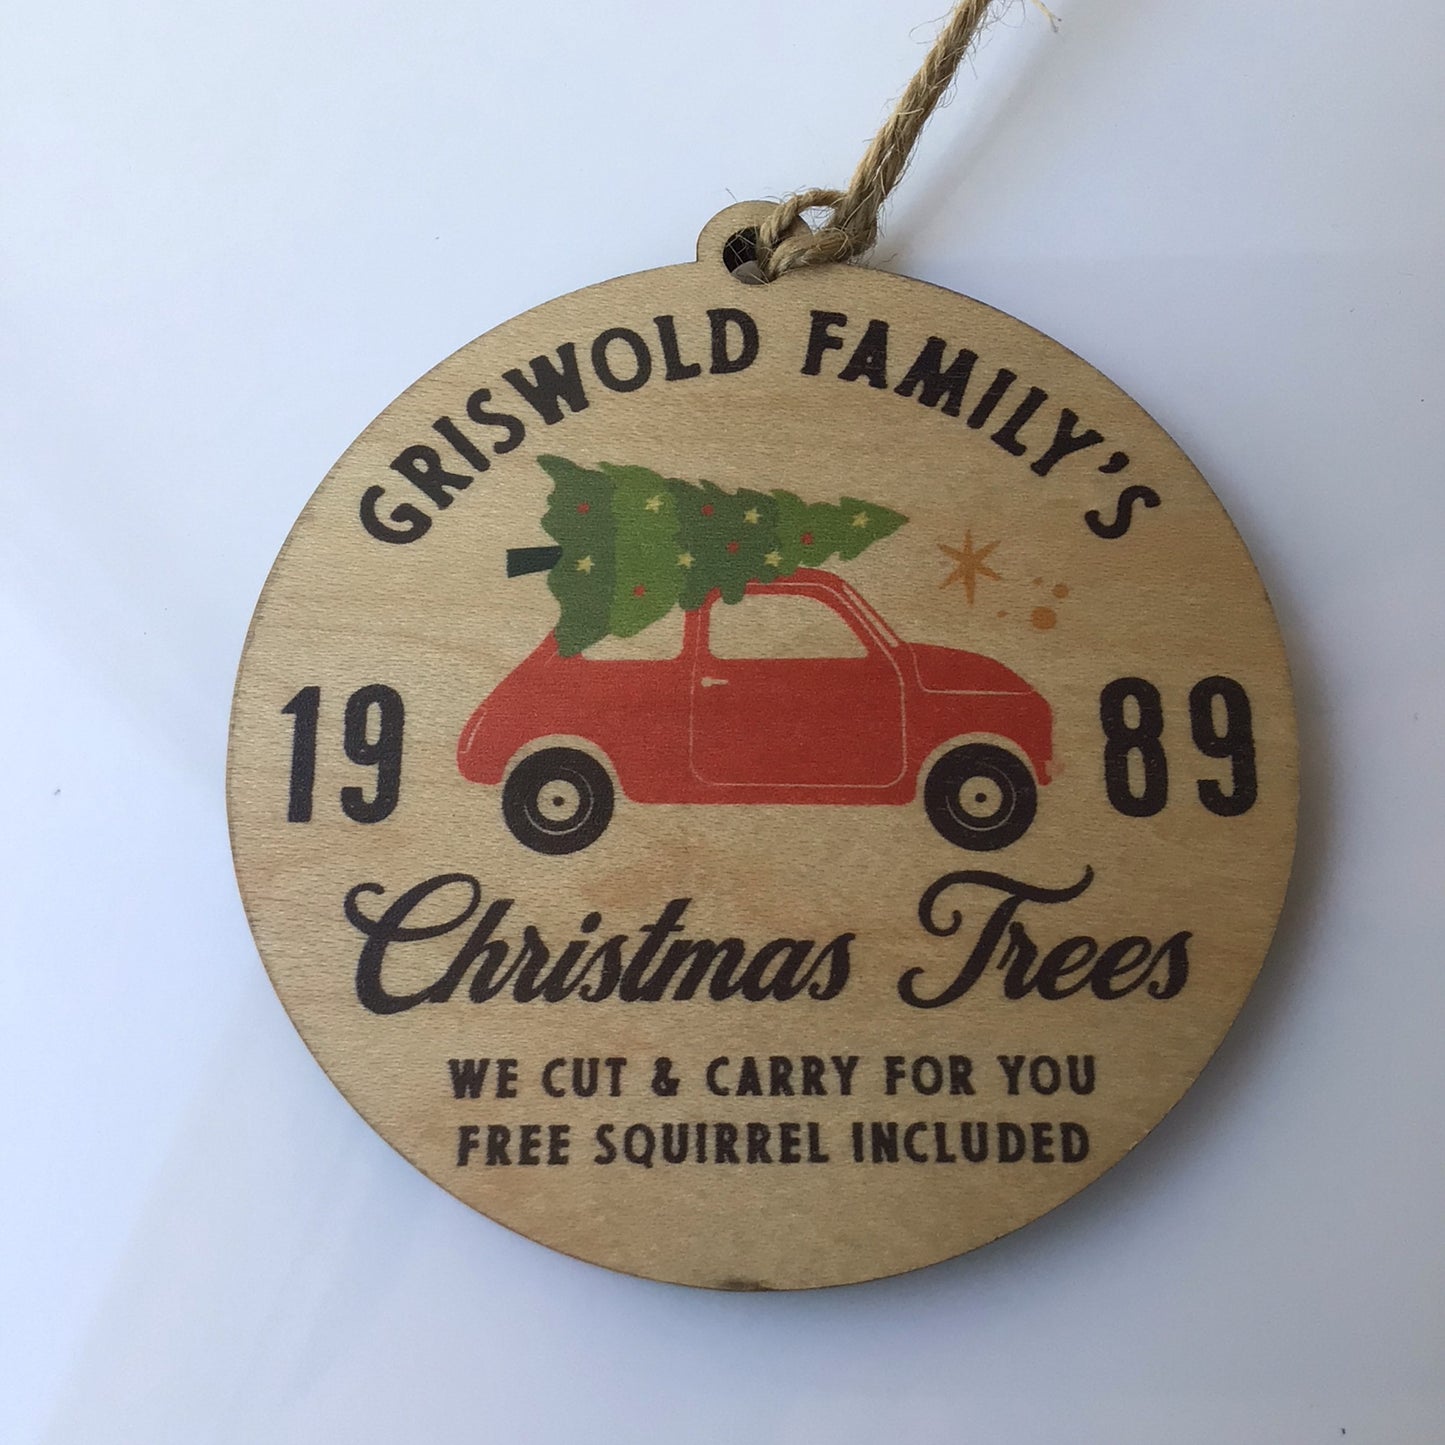 GRISWOLD FAMILY'S
19 89
Christmas Trees
WE CUT & CARRY FOR YOU
FREE SQUIRREL INCLUDED